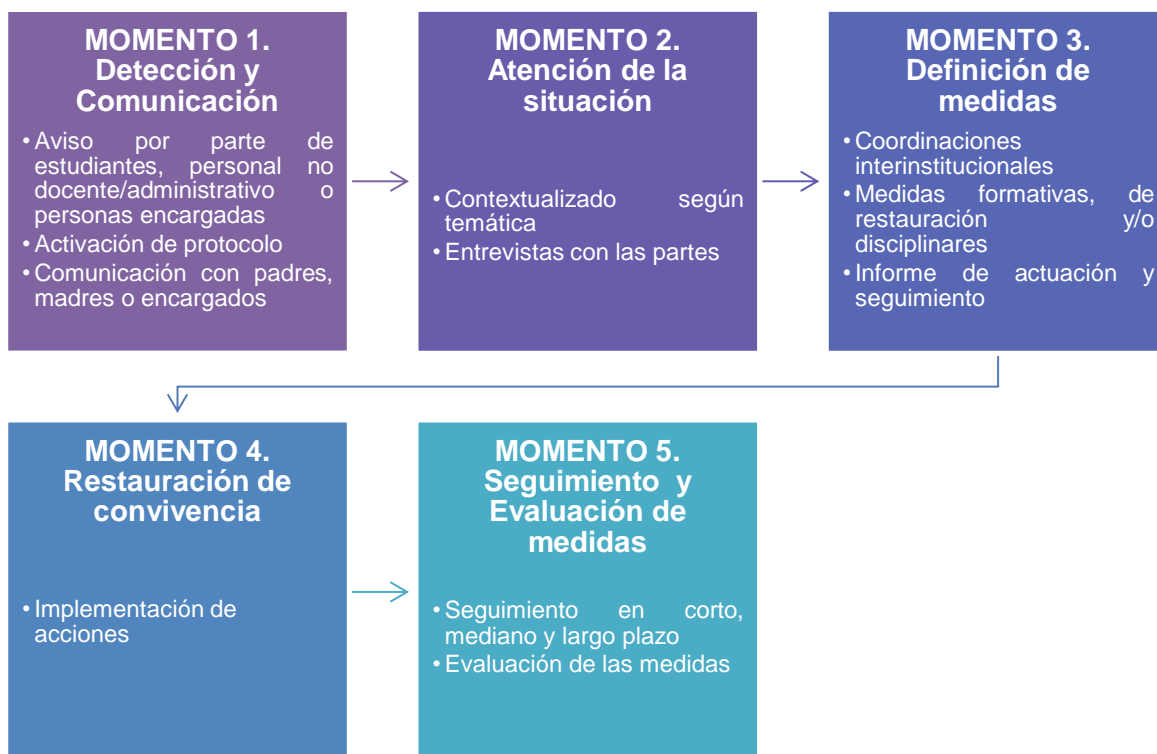 MOMENTO 1.
Detección y
Comunicación
• Aviso por parte de
estudiantes, personal no
docente/administrativo o
personas encargadas
• Activación de protocolo
• Comunicación con padres,
madres o encargados
MOMENTO 2.
Atención de la
situación
• Contextualizado según
temática
• Entrevistas con las partes
MOMENTO 3.
Definición de
medidas
• Coordinaciones
interinstitucionales
• Medidas formativas, de
restauración y/o
disciplinares
• Informe de actuación y
seguimiento
MOMENTO 4.
Restauración de
convivencia
• Implementación de
acciones
MOMENTO 5.
Seguimiento y
Evaluación de
medidas
• Seguimiento en corto,
mediano y largo plazo
• Evaluación de las medidas